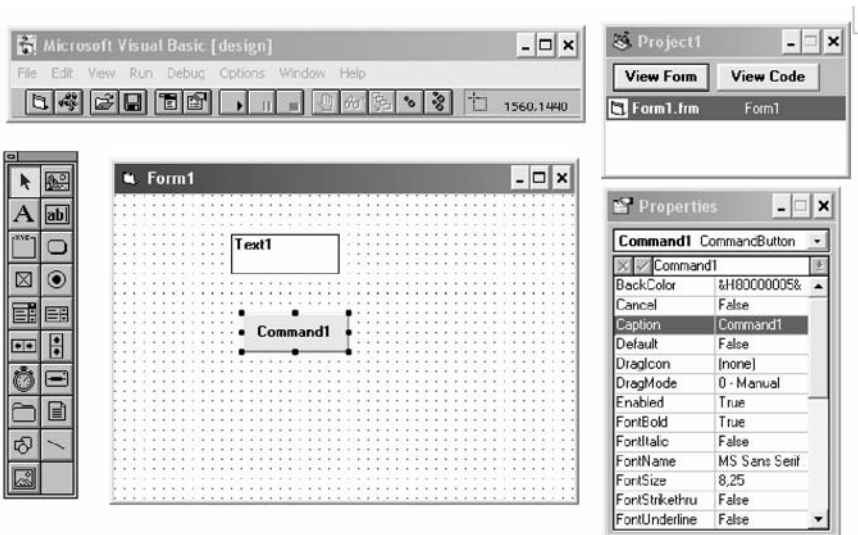 Microsoft Visual Basic [design]
File Edit View Run Debug Options Window Help
1560,1440
Project1
View Form View Code
Form1.frm Form1
A ab
XYZ
Form1
Text1
Command1
Properties
Command1 CommandButton
Command1
BackColor &H80000005&
Cancel False
Caption Command1
Default False
DragIcon (none)
DragMode 0 - Manual
Enabled True
FontBold True
FontItalic False
FontName MS Sans Serif
FontSize 8,25
FontStrikethru False
FontUnderline False